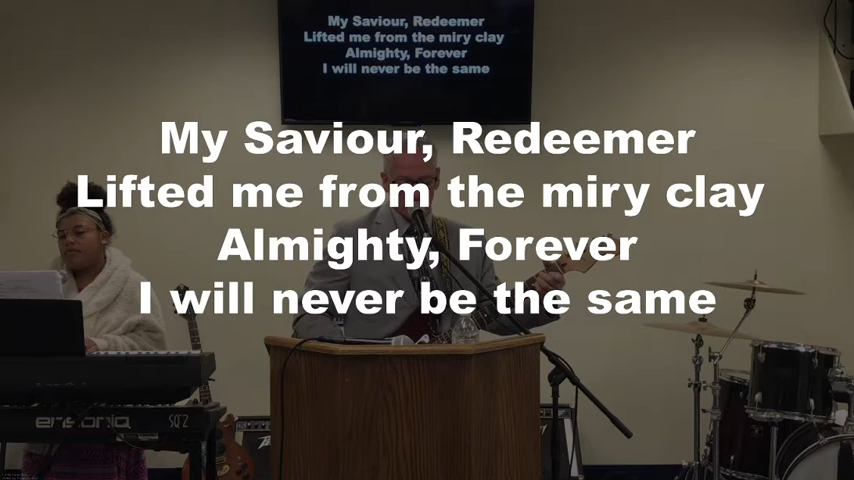 My Saviour, Redeemer
Lifted me from the miry clay
Almighty, Forever
I will never be the same
My Saviour, Redeemer
Lifted me from the miry clay
Almighty, Forever
I will never be the same
ensoniq SQ2